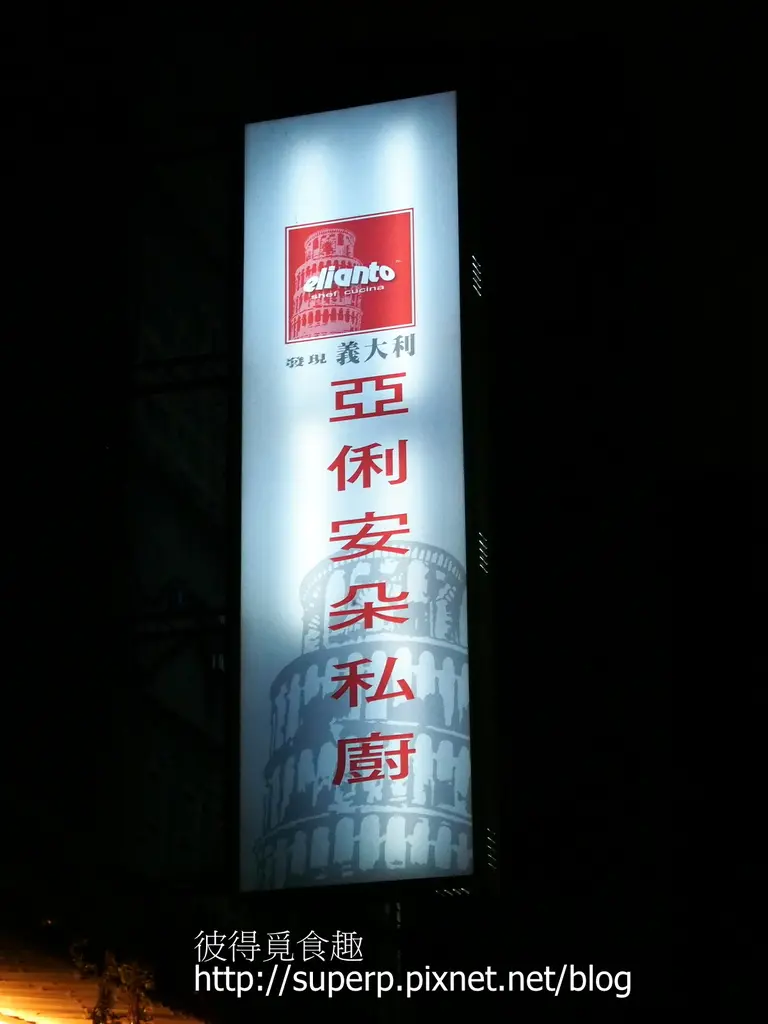 elianto
chef cucina
發現 義大利
亞俐安朵私廚
彼得覓食趣
http://superp.pixnet.net/blog